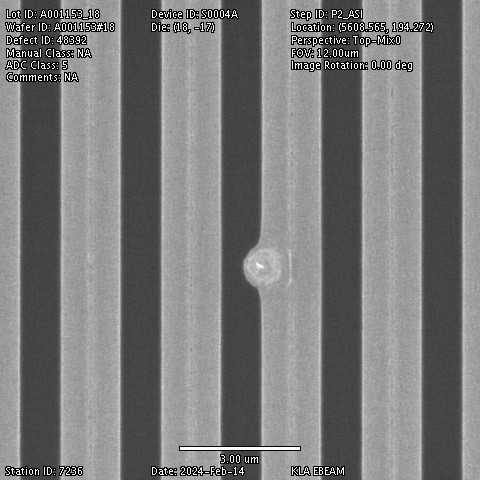 Lot ID: A001153_18 Device ID: S0004A Step ID: P2_ASI
Wafer ID: A001153#18 Die: (18, -17) Location: (5608.565, 194.272)
Defect ID: 48392 Perspective: Top-Mix0
Manual Class: NA FOV: 12.00um
ADC Class: 5 Image Rotation: 0.00 deg
Comments: NA
3.00 um
Station ID: 7236 Date: 2024-Feb-14 KLA EBEAM